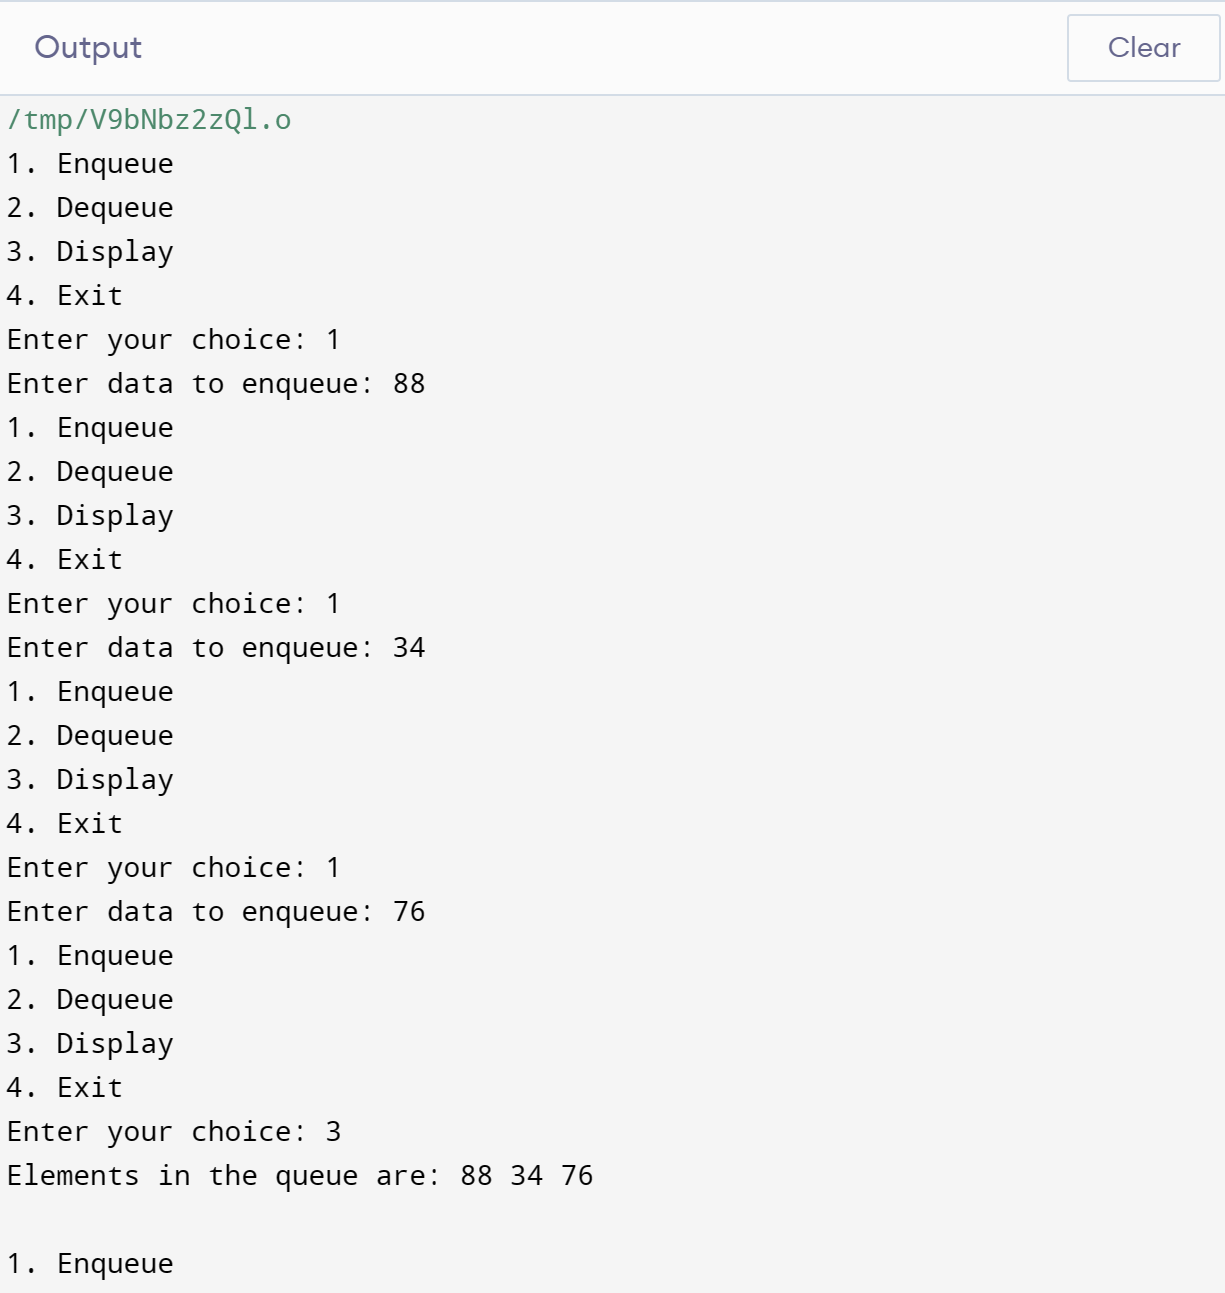 Output
Clear
/tmp/V9bNbz2zQl.o
1. Enqueue
2. Dequeue
3. Display
4. Exit
Enter your choice: 1
Enter data to enqueue: 88
1. Enqueue
2. Dequeue
3. Display
4. Exit
Enter your choice: 1
Enter data to enqueue: 34
1. Enqueue
2. Dequeue
3. Display
4. Exit
Enter your choice: 1
Enter data to enqueue: 76
1. Enqueue
2. Dequeue
3. Display
4. Exit
Enter your choice: 3
Elements in the queue are: 88 34 76
1. Enqueue